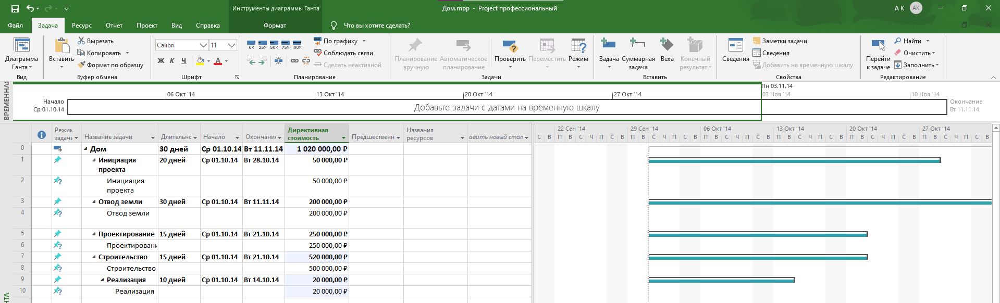 Инструменты диаграммы Ганта
Дом.mpp - Project профессиональный
А К
АК
Файл Задача Ресурс Отчет Проект Вид Справка Формат Что вы хотите сделать?
Диаграмма Ганта
Вид
Вставить
Вырезать
Копировать
Формат по образцу
Буфер обмена
Calibri 11
Ж К Ч
Шрифт
0% 25% 50% 75% 100%
По графику
Соблюдать связи
Сделать неактивной
Планирование
Планирование вручную
Автоматическое планирование
Проверить
Переместить
Режим
Задачи
Задача
Суммарная задача
Веха
Конечный результат
Вставить
Сведения
Заметки задачи
Сведения
Добавить на временную шкалу
Свойства
Перейти к задаче
Найти
Очистить
Заполнить
Редактирование
ВРЕМЕННАЯ
Пн 03.11.14
06 Окт '14 13 Окт '14 20 Окт '14 27 Окт '14 03 Ноя '14 10 Ноя '14
Начало
Ср 01.10.14
Добавьте задачи с датами на временную шкалу
Окончание
Вт 11.11.14
Режим задачи Название задачи Длительнс Начало Окончани Директивная стоимость Предшественн Названия ресурсов авить новый стол
22 Сен '14 29 Сен '14 06 Окт '14 13 Окт '14 20 Окт '14 27 Окт '14
С В П В С Ч П С В П В С Ч П С В П В С Ч П С В П В С Ч П С В П В С Ч П С В П В С Ч П С В
0 Дом 30 дней Ср 01.10.14 Вт 11.11.14 1 020 000,00 ₽
1 Инициация проекта 20 дней Ср 01.10.14 Вт 28.10.14 50 000,00 ₽
2 Инициация проекта 50 000,00 ₽
3 Отвод земли 30 дней Ср 01.10.14 Вт 11.11.14 200 000,00 ₽
4 Отвод земли 200 000,00 ₽
5 Проектирование 15 дней Ср 01.10.14 Вт 21.10.14 250 000,00 ₽
6 Проектировани 250 000,00 ₽
7 Строительство 15 дней Ср 01.10.14 Вт 21.10.14 520 000,00 ₽
8 Строительство 500 000,00 ₽
9 Реализация 10 дней Ср 01.10.14 Вт 14.10.14 20 000,00 ₽
10 Реализация 20 000,00 ₽
НТА